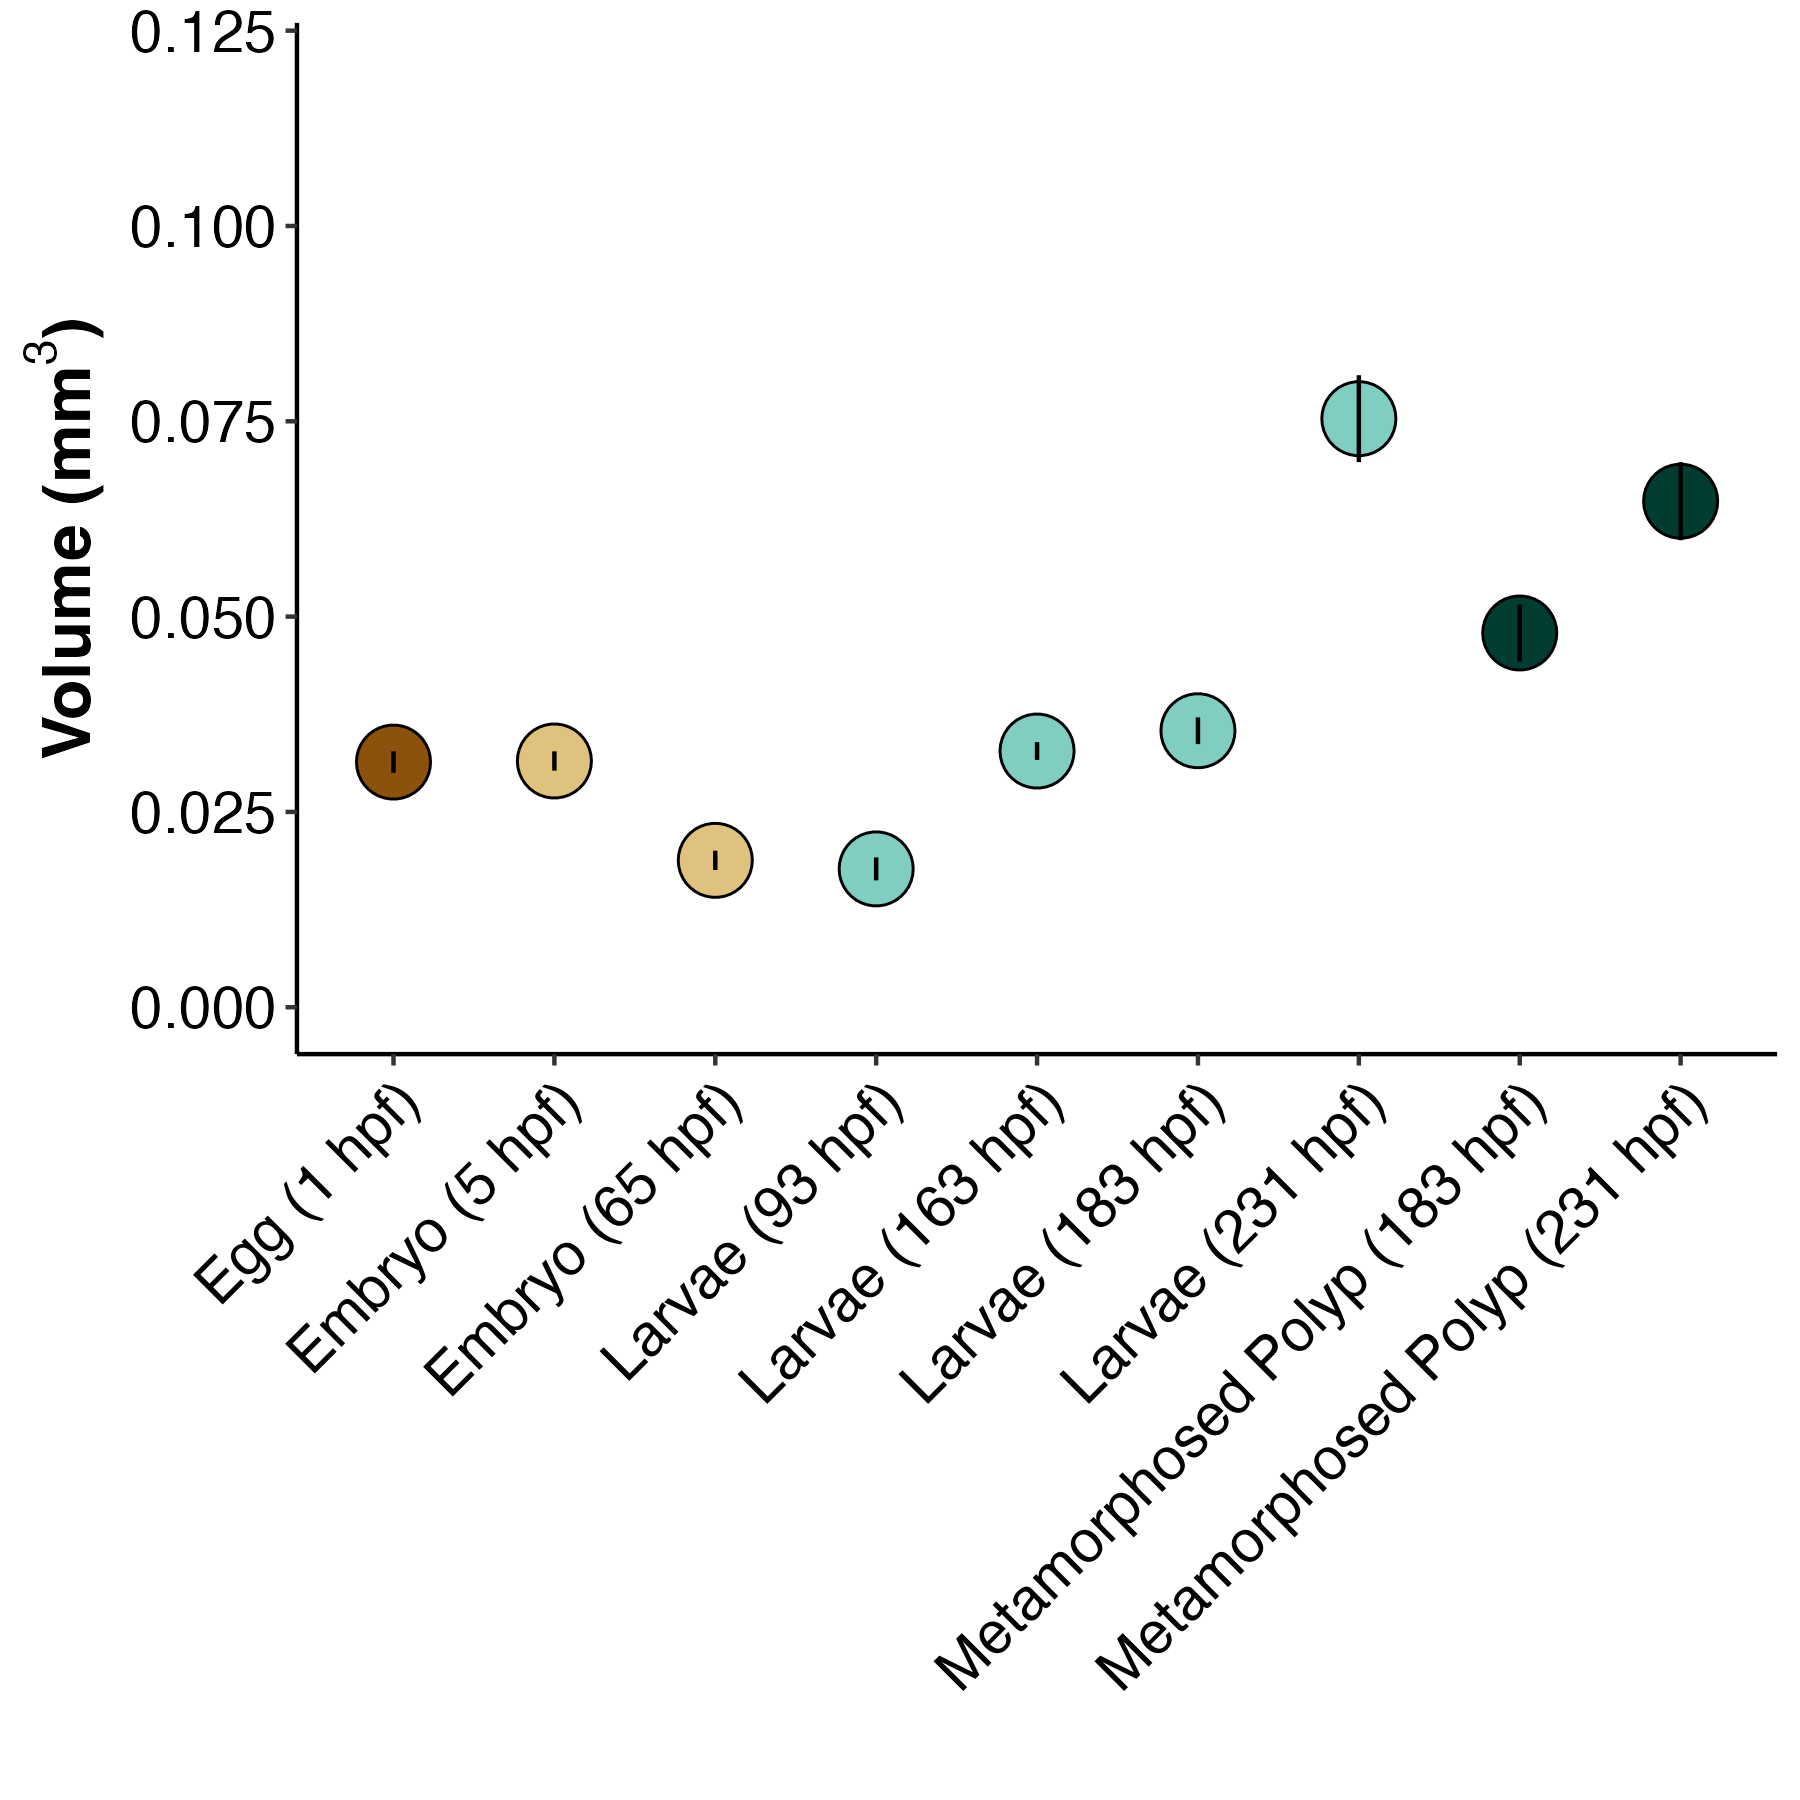 0.125
0.100
0.075
0.050
0.025
0.000
Volume (mm³)
Egg (1 hpf)
Embryo (5 hpf)
Embryo (65 hpf)
Larvae (93 hpf)
Larvae (163 hpf)
Larvae (183 hpf)
Larvae (231 hpf)
Metamorphosed Polyp (183 hpf)
Metamorphosed Polyp (231 hpf)